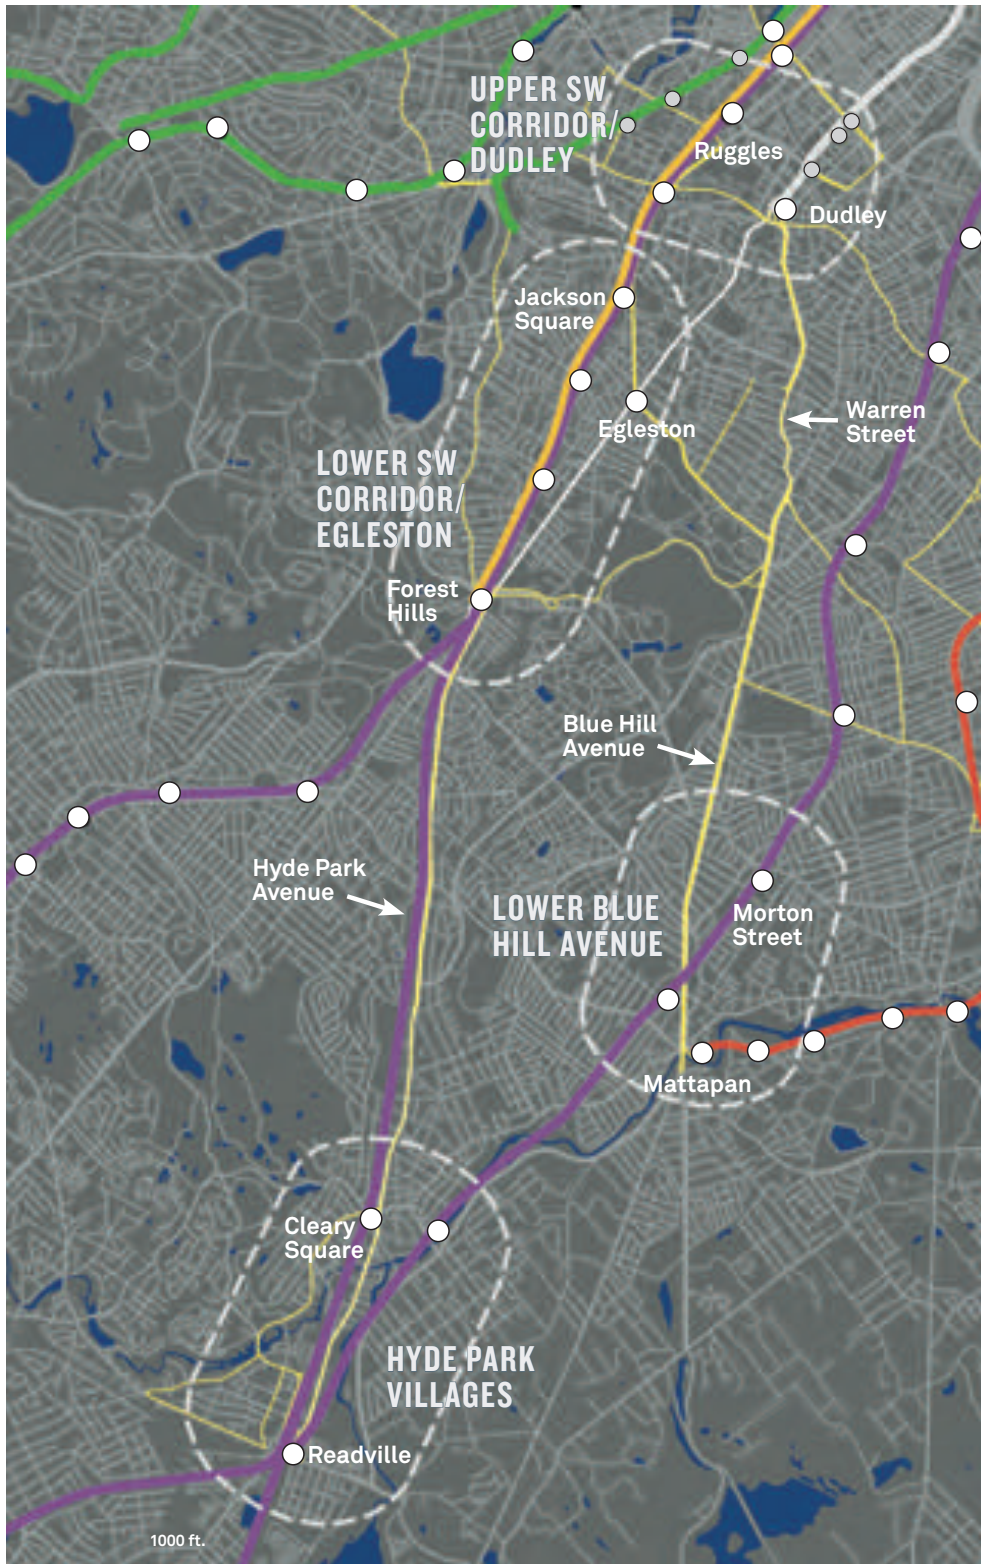 UPPER SW
CORRIDOR/
DUDLEY
Ruggles
Dudley
Jackson
Square
Egleston
Warren
Street
LOWER SW
CORRIDOR/
EGLESTON
Forest
Hills
Blue Hill
Avenue
Hyde Park
Avenue
LOWER BLUE
HILL AVENUE
Morton
Street
Mattapan
Cleary
Square
HYDE PARK
VILLAGES
Readville
1000 ft.